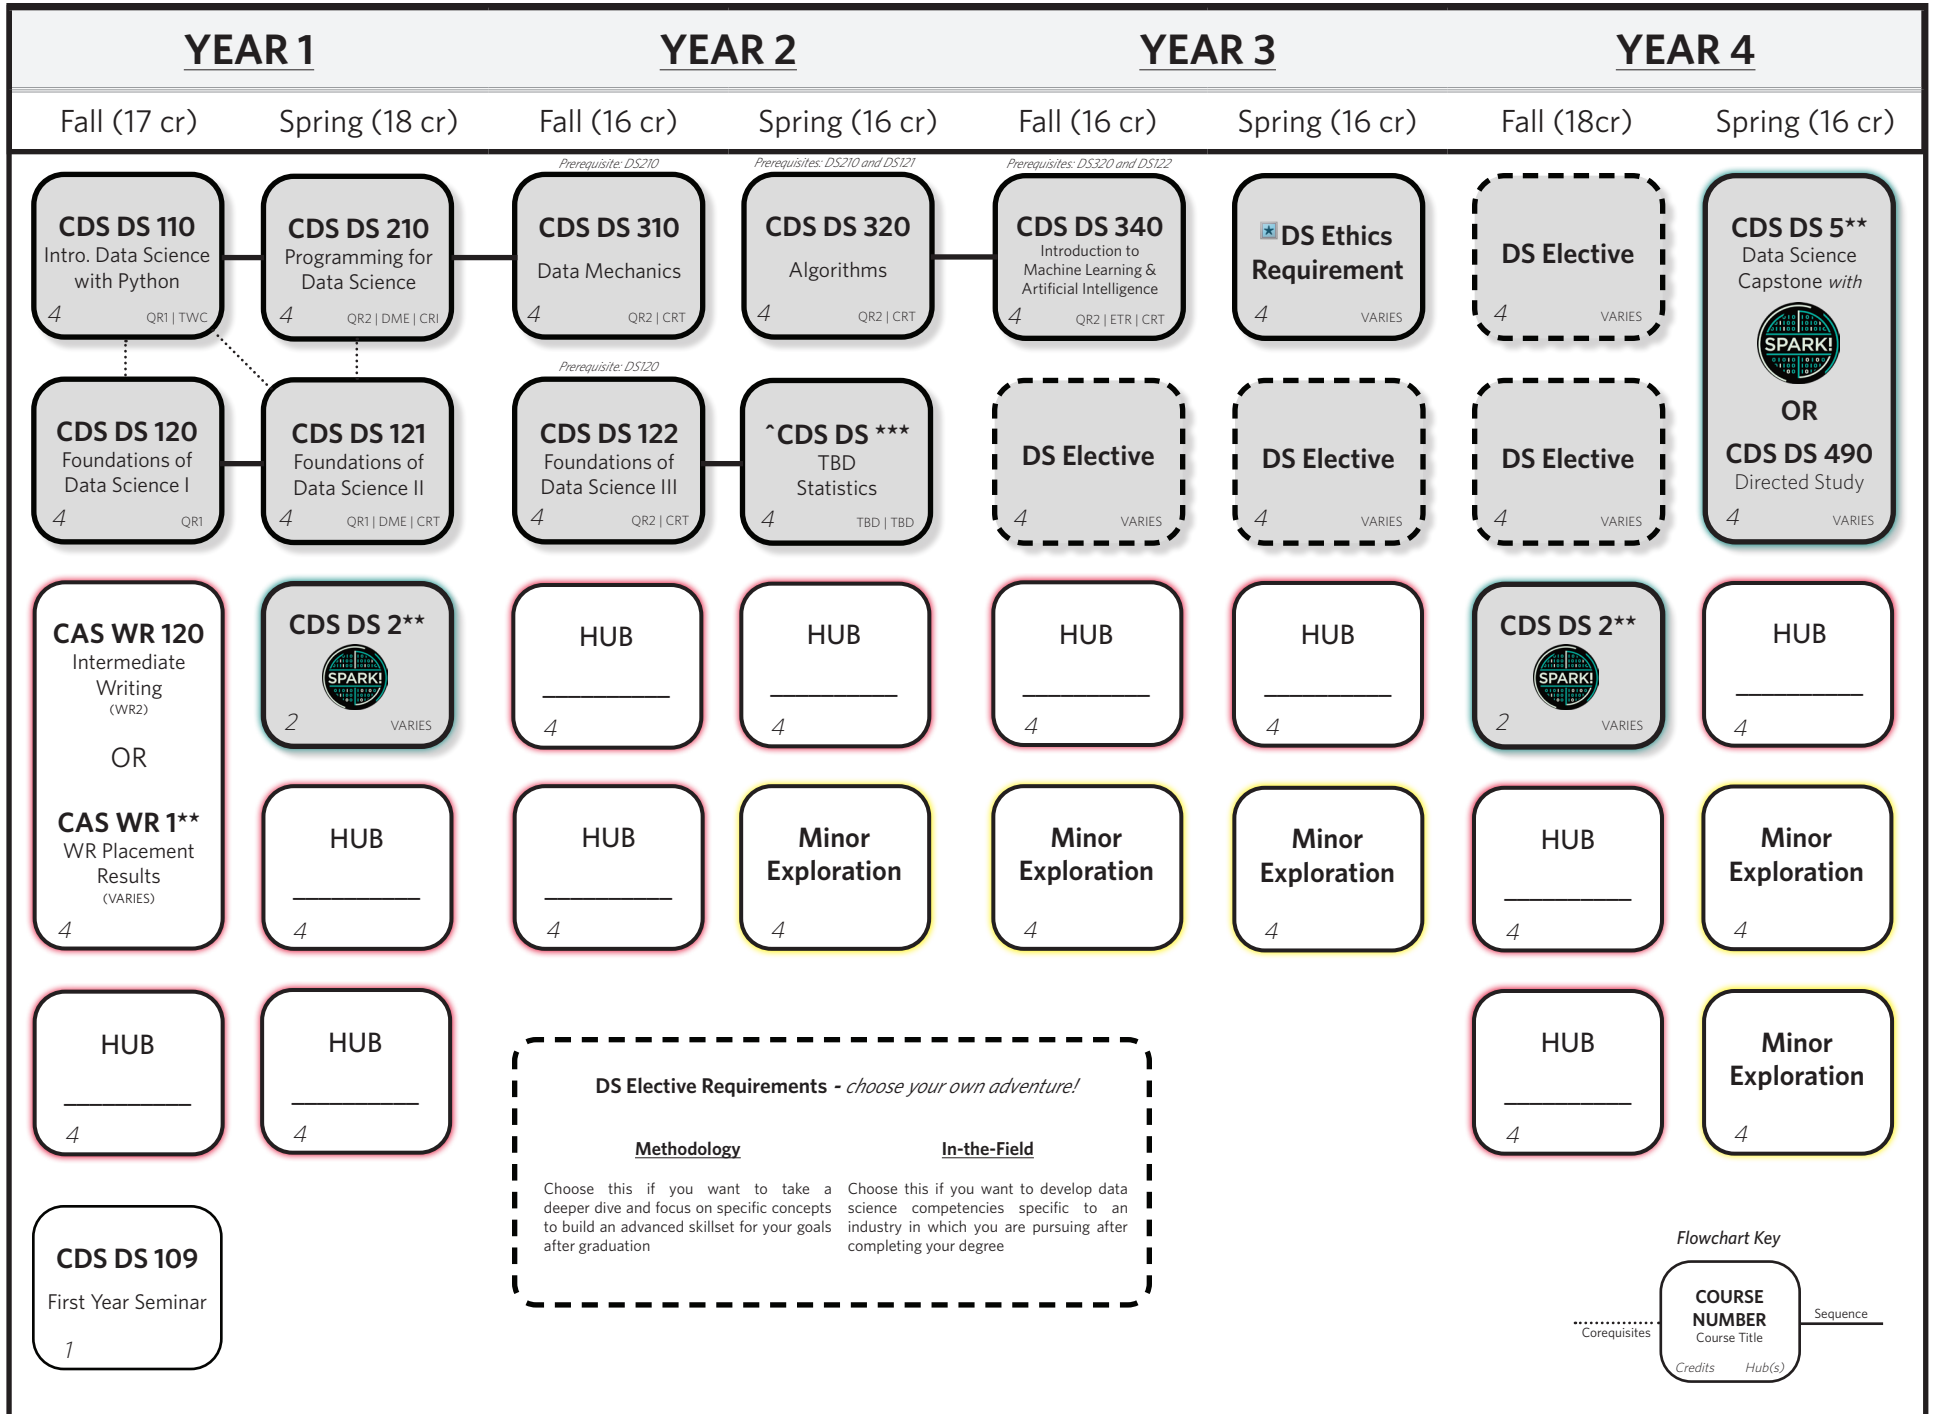 YEAR 1
YEAR 2
YEAR 3
YEAR 4
Fall (17 cr)
Spring (18 cr)
Fall (16 cr)
Spring (16 cr)
Fall (16 cr)
Spring (16 cr)
Fall (18cr)
Spring (16 cr)
CDS DS 110
Intro. Data Science
with Python
4
QR1 | TWC
CDS DS 210
Programming for
Data Science
4
QR2 | DME | CRI
Prerequisite: DS210
CDS DS 310
Data Mechanics
4
QR2 | CRT
Prerequisites: DS210 and DS121
CDS DS 320
Algorithms
4
QR2 | CRT
Prerequisites: DS320 and DS122
CDS DS 340
Introduction to
Machine Learning &
Artificial Intelligence
4
QR2 | ETR | CRT
DS Ethics
Requirement
4
VARIES
DS Elective
4
VARIES
CDS DS 5**
Data Science
Capstone with
SPARK!
OR
CDS DS 490
Directed Study
4
VARIES
CDS DS 120
Foundations of
Data Science I
4
QR1
CDS DS 121
Foundations of
Data Science II
4
QR1 | DME | CRT
Prerequisite: DS120
CDS DS 122
Foundations of
Data Science III
4
QR2 | CRT
^CDS DS ***
TBD
Statistics
4
TBD | TBD
DS Elective
4
VARIES
DS Elective
4
VARIES
DS Elective
4
VARIES
CAS WR 120
Intermediate
Writing
(WR2)
OR
CAS WR 1**
WR Placement
Results
(VARIES)
4
CDS DS 2**
SPARK!
2
VARIES
HUB
4
HUB
4
HUB
4
HUB
4
CDS DS 2**
SPARK!
2
VARIES
HUB
4
HUB
4
HUB
4
Minor
Exploration
4
Minor
Exploration
4
Minor
Exploration
4
HUB
4
Minor
Exploration
4
HUB
4
HUB
4
HUB
4
Minor
Exploration
4
DS Elective Requirements - choose your own adventure!
Methodology
Choose this if you want to take a
deeper dive and focus on specific concepts
to build an advanced skillset for your goals
after graduation
In-the-Field
Choose this if you want to develop data
science competencies specific to an
industry in which you are pursuing after
completing your degree
CDS DS 109
First Year Seminar
1
Flowchart Key
Corequisites
COURSE
NUMBER
Course Title
Credits
Hub(s)
Sequence